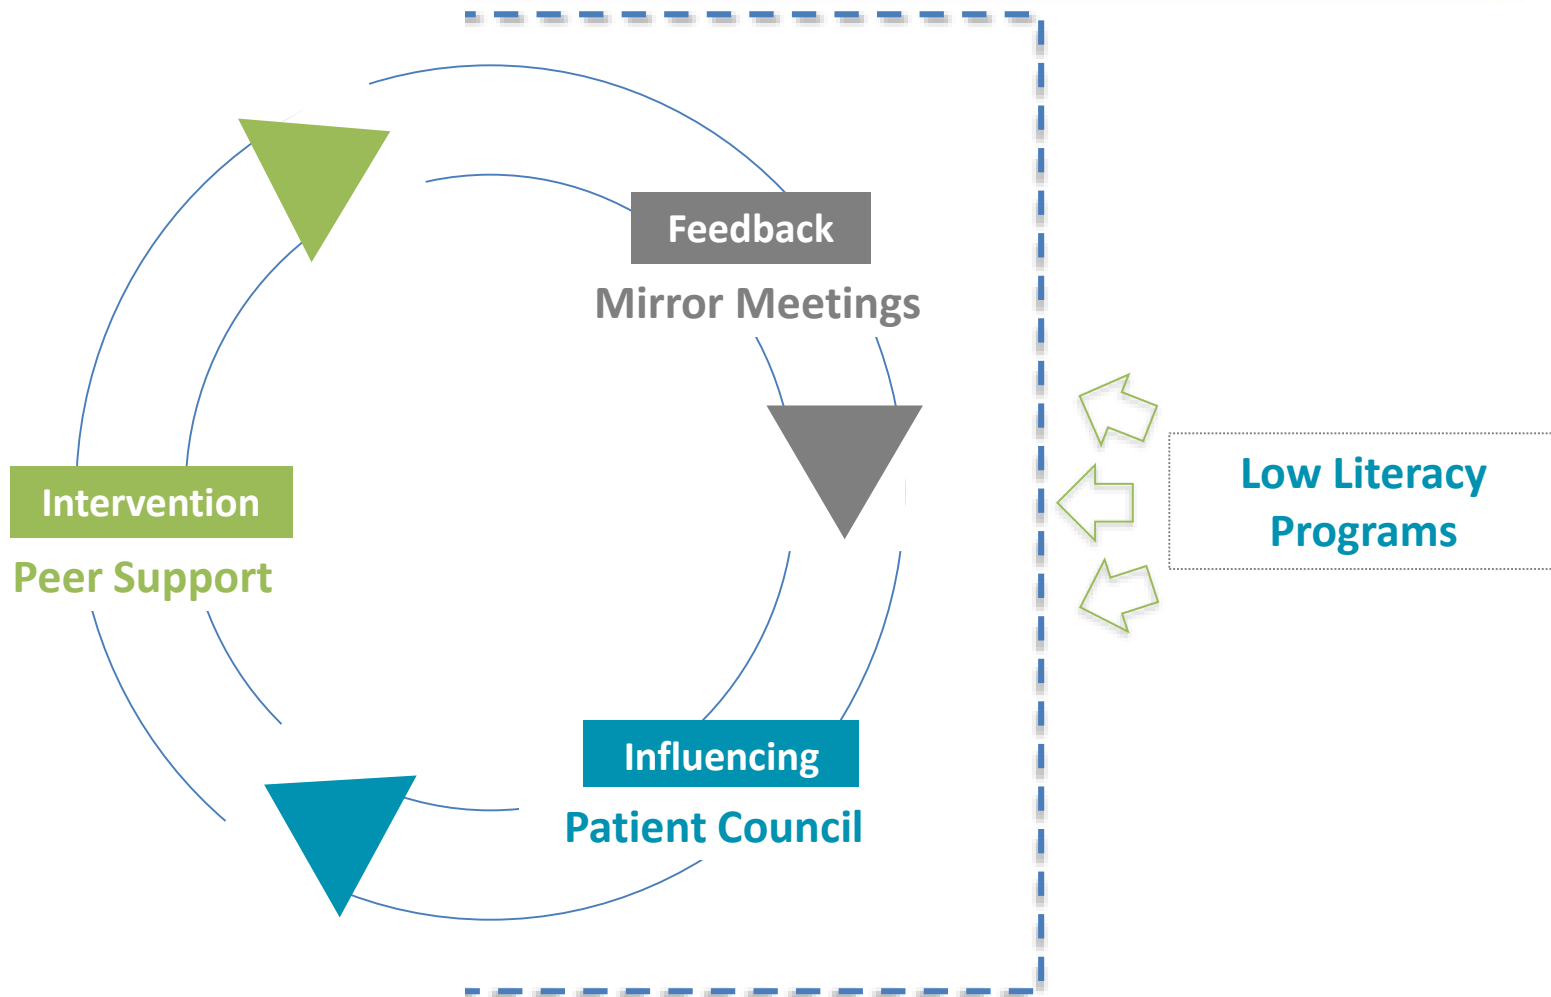 Feedback
Mirror Meetings
Intervention
Peer Support
Influencing
Patient Council
Low Literacy
Programs